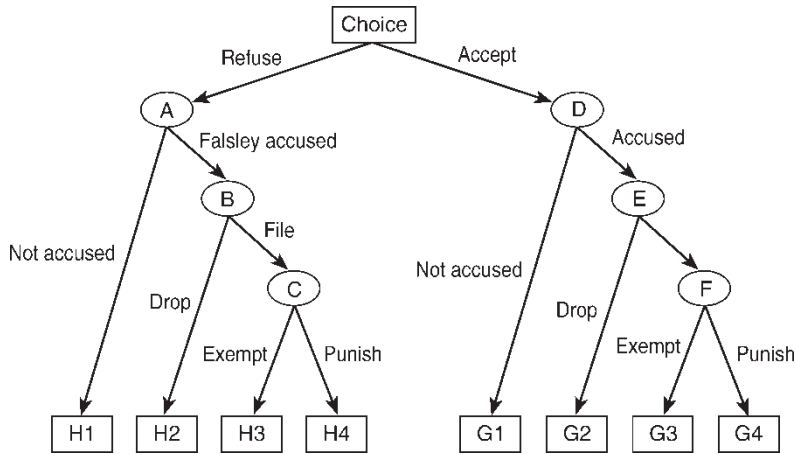 Choice
Refuse
Accept
A
D
Falsley accused
Accused
B
E
File
Not accused
Not accused
C
F
Drop
Drop
Exempt
Punish
Exempt
Punish
H1
H2
H3
H4
G1
G2
G3
G4